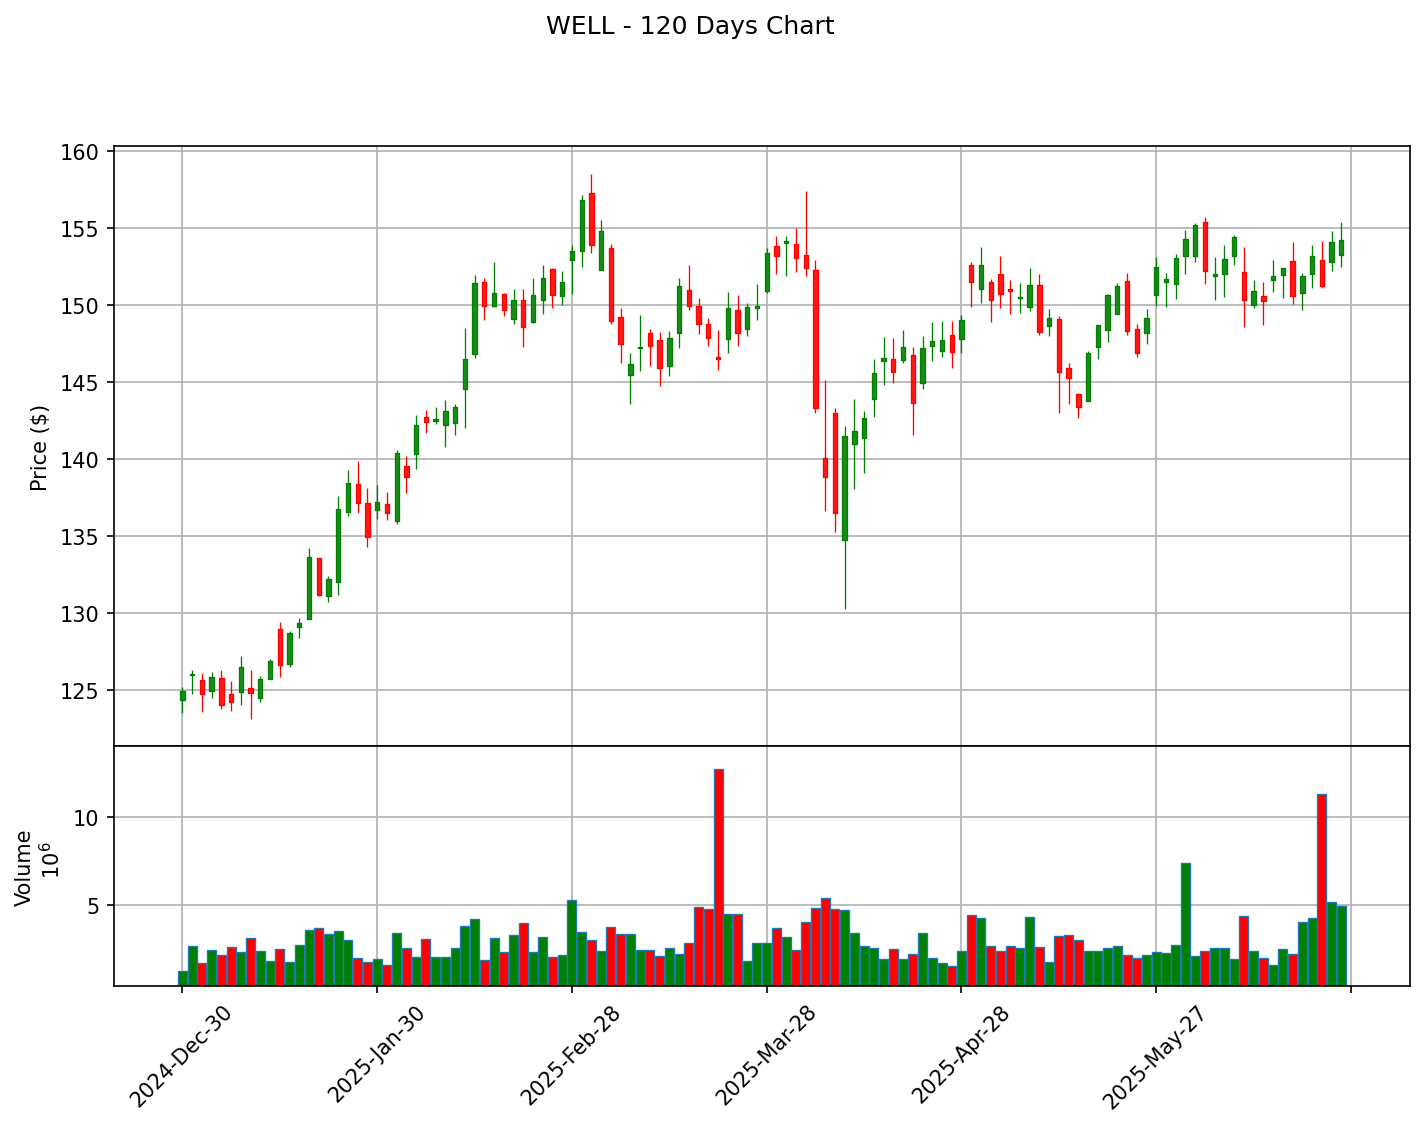 WELL - 120 Days Chart
160
155
150
145
140
135
130
125
Price ($)
10
5
Volume
10⁶
2024-Dec-30
2025-Jan-30
2025-Feb-28
2025-Mar-28
2025-Apr-28
2025-May-27